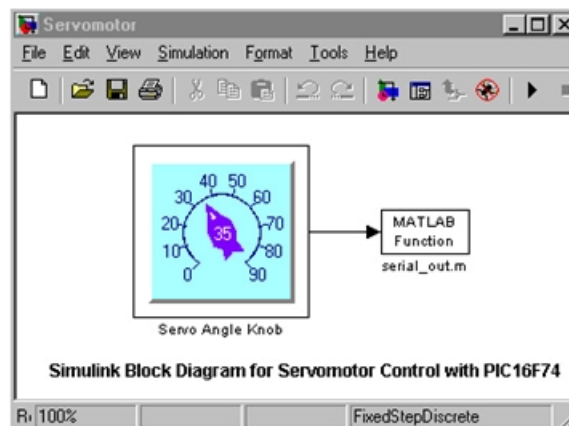 Servomotor
File Edit View Simulation Format Tools Help
40 50
30 60
20 35 70
10 80
0 90
MATLAB
Function
serial_out.m
Servo Angle Knob
Simulink Block Diagram for Servomotor Control with PIC16F74
100% FixedStepDiscrete